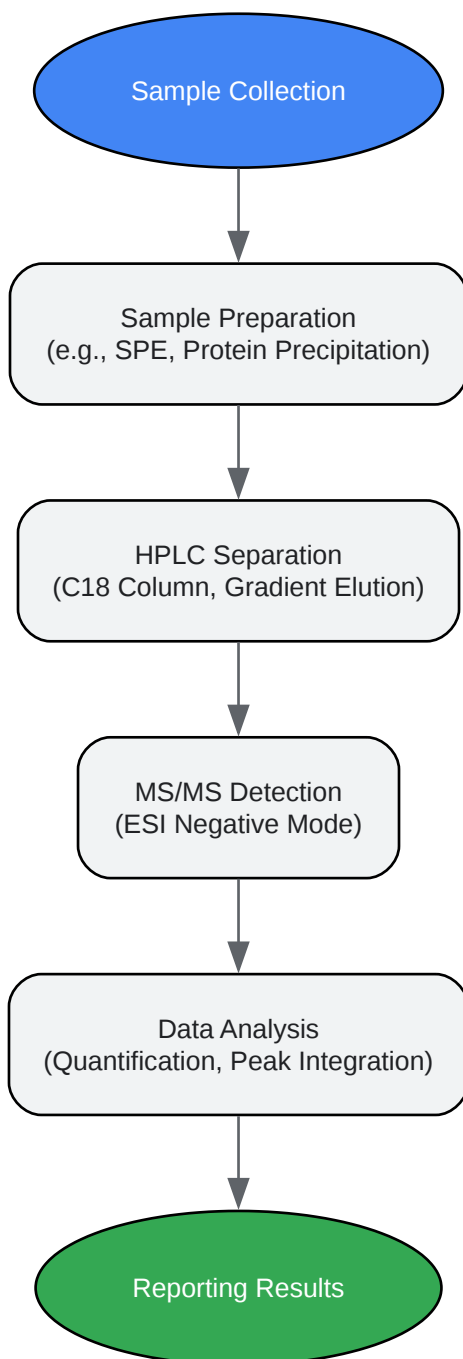 Sample Collection
Sample Preparation
(e.g., SPE, Protein Precipitation)
HPLC Separation
(C18 Column, Gradient Elution)
MS/MS Detection
(ESI Negative Mode)
Data Analysis
(Quantification, Peak Integration)
Reporting Results